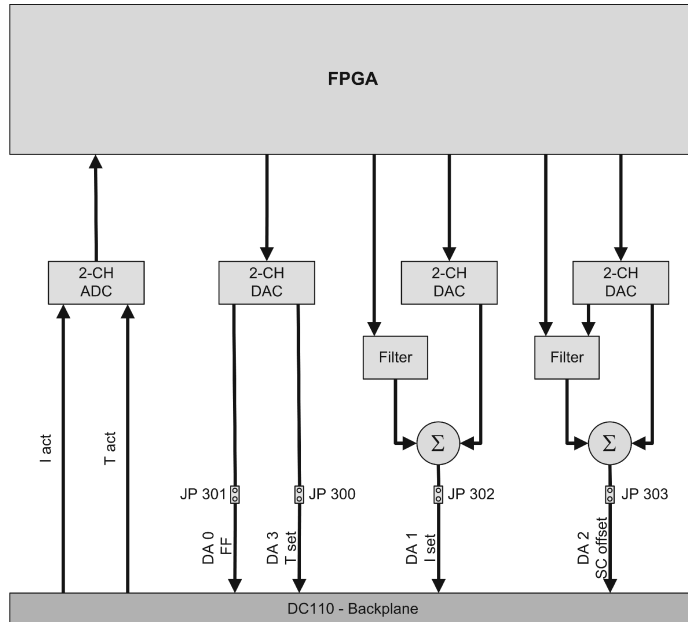 FPGA
2-CH
ADC
2-CH
DAC
2-CH
DAC
2-CH
DAC
Filter
Filter
Σ
Σ
I act
T act
JP 301
JP 300
JP 302
JP 303
DA 0
FF
DA 3
T set
DA 1
I set
DA 2
SC offset
DC110 - Backplane